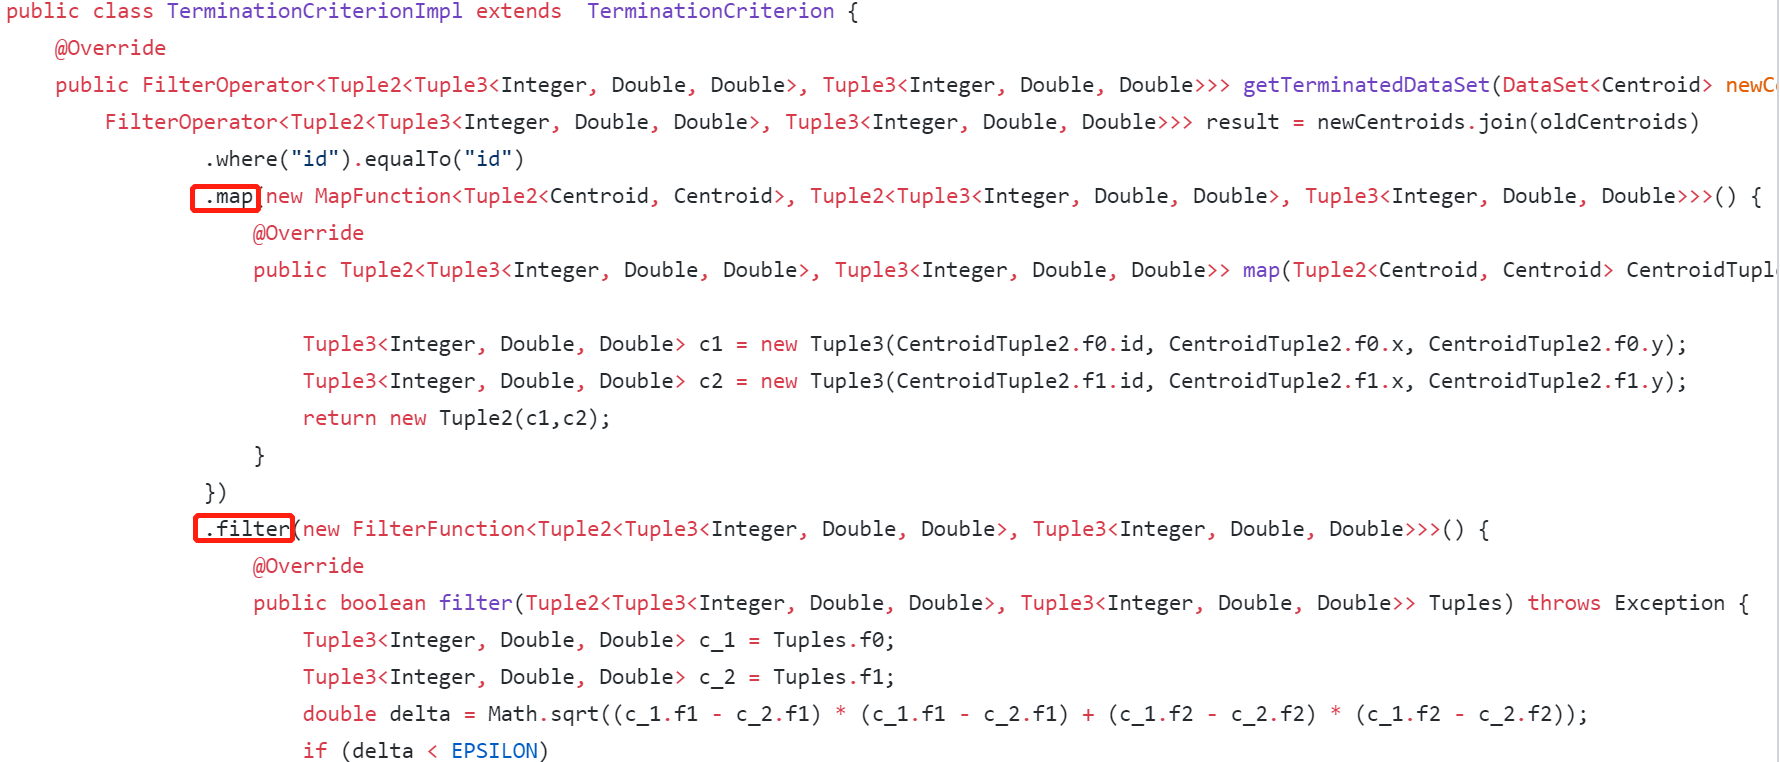 public class TerminationCriterionImpl extends  TerminationCriterion {
    @Override
    public FilterOperator<Tuple2<Tuple3<Integer, Double, Double>, Tuple3<Integer, Double, Double>>> getTerminatedDataSet(DataSet<Centroid> newC
        FilterOperator<Tuple2<Tuple3<Integer, Double, Double>, Tuple3<Integer, Double, Double>>> result = newCentroids.join(oldCentroids)
                .where("id").equalTo("id")
                .map(new MapFunction<Tuple2<Centroid, Centroid>, Tuple2<Tuple3<Integer, Double, Double>, Tuple3<Integer, Double, Double>>>() {
                    @Override
                    public Tuple2<Tuple3<Integer, Double, Double>, Tuple3<Integer, Double, Double>> map(Tuple2<Centroid, Centroid> CentroidTupl
                        Tuple3<Integer, Double, Double> c1 = new Tuple3(CentroidTuple2.f0.id, CentroidTuple2.f0.x, CentroidTuple2.f0.y);
                        Tuple3<Integer, Double, Double> c2 = new Tuple3(CentroidTuple2.f1.id, CentroidTuple2.f1.x, CentroidTuple2.f1.y);
                        return new Tuple2(c1,c2);
                    }
                })
                .filter(new FilterFunction<Tuple2<Tuple3<Integer, Double, Double>, Tuple3<Integer, Double, Double>>>() {
                    @Override
                    public boolean filter(Tuple2<Tuple3<Integer, Double, Double>, Tuple3<Integer, Double, Double>> Tuples) throws Exception {
                        Tuple3<Integer, Double, Double> c_1 = Tuples.f0;
                        Tuple3<Integer, Double, Double> c_2 = Tuples.f1;
                        double delta = Math.sqrt((c_1.f1 - c_2.f1) * (c_1.f1 - c_2.f1) + (c_1.f2 - c_2.f2) * (c_1.f2 - c_2.f2));
                        if (delta < EPSILON)